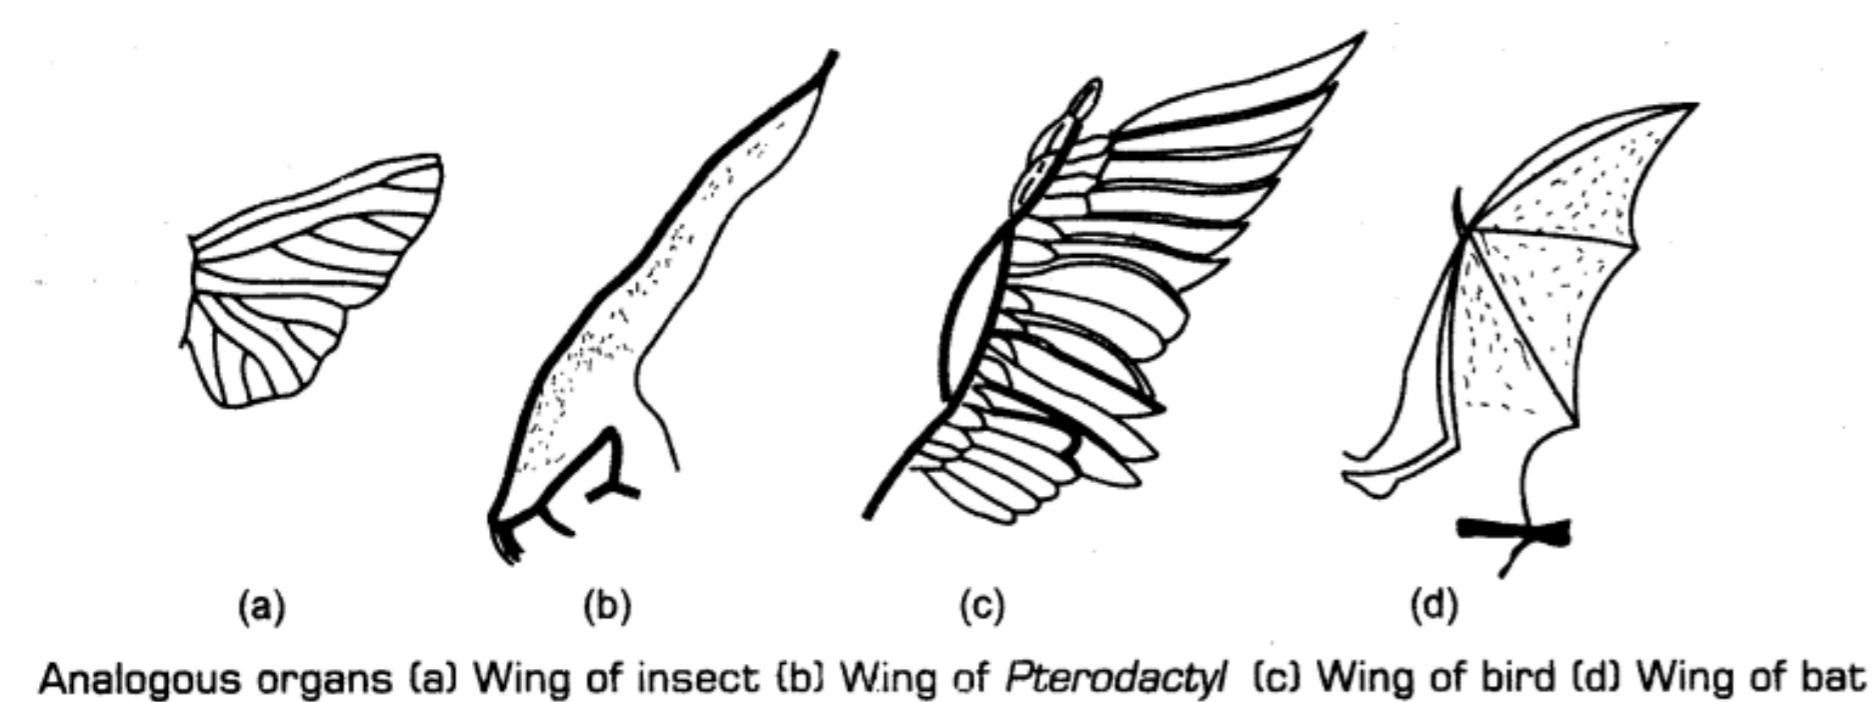 (a) (b) (c) (d)
Analogous organs (a) Wing of insect (b) Wing of Pterodactyl (c) Wing of bird (d) Wing of bat